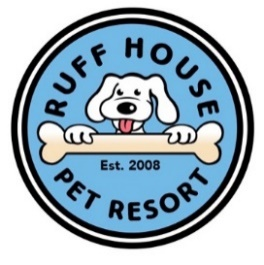 RUFF HOUSE
Est. 2008
PET RESORT